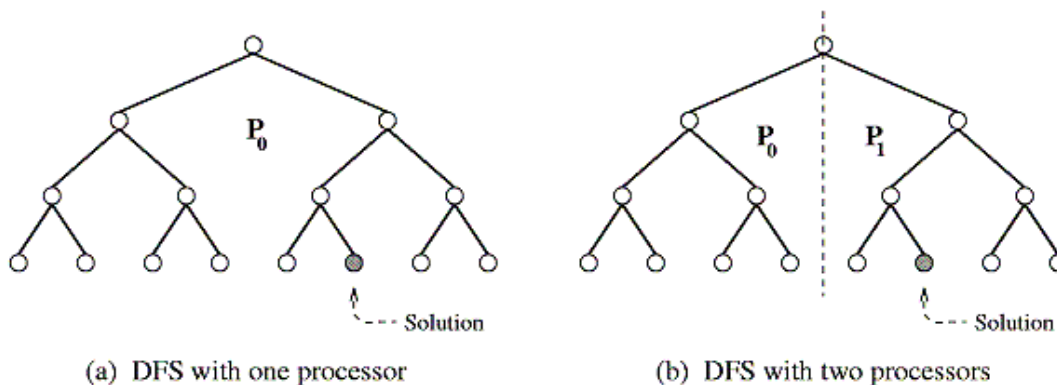 P0
Solution
(a) DFS with one processor
P0
P1
Solution
(b) DFS with two processors